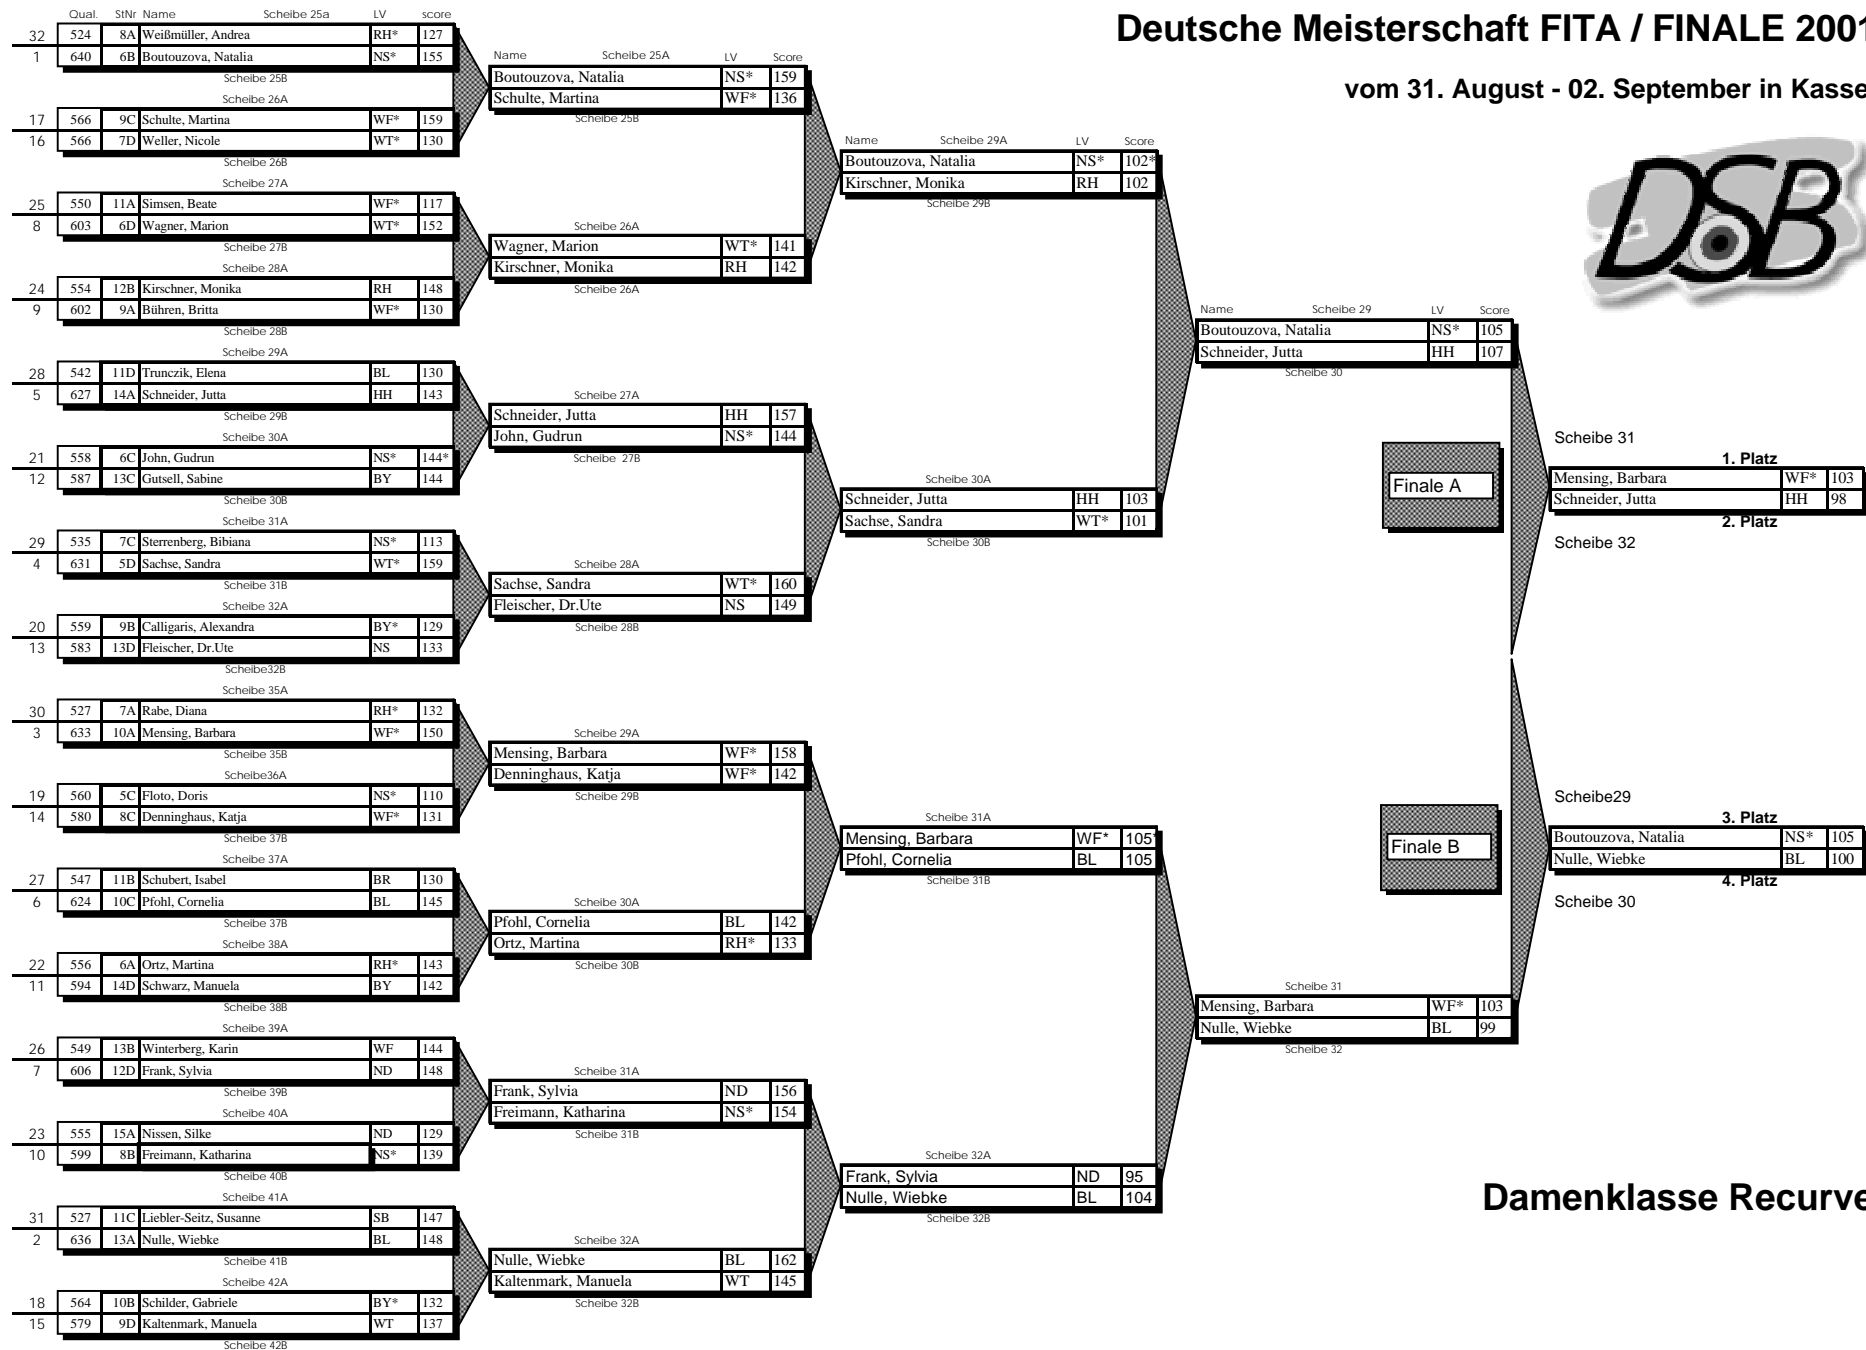 Deutsche Meisterschaft FITA / FINALE 2001
vom 31. August - 02. September in Kasse
DSB
Qual. StNr Name Scheibe 25a LV score
32 524 8A Weißmüller, Andrea RH* 127
1 640 6B Boutouzova, Natalia NS* 155
Scheibe 25B
Scheibe 26A
17 566 9C Schulte, Martina WF* 159
16 566 7D Weller, Nicole WT* 130
Scheibe 26B
Scheibe 27A
25 550 11A Simsen, Beate WF* 117
8 603 6D Wagner, Marion WT* 152
Scheibe 27B
Scheibe 28A
24 554 12B Kirschner, Monika RH 148
9 602 9A Bühren, Britta WF* 130
Scheibe 28B
Scheibe 29A
28 542 11D Trunczik, Elena BL 130
5 627 14A Schneider, Jutta HH 143
Scheibe 29B
Scheibe 30A
21 558 6C John, Gudrun NS* 144*
12 587 13C Gutsell, Sabine BY 144
Scheibe 30B
Scheibe 31A
29 535 7C Sterrenberg, Bibiana NS* 113
4 631 5D Sachse, Sandra WT* 159
Scheibe 31B
Scheibe 32A
20 559 9B Calligaris, Alexandra BY* 129
13 583 13D Fleischer, Dr.Ute NS 133
Scheibe32B
Scheibe 35A
30 527 7A Rabe, Diana RH* 132
3 633 10A Mensing, Barbara WF* 150
Scheibe 35B
Scheibe36A
19 560 5C Floto, Doris NS* 110
14 580 8C Denninghaus, Katja WF* 131
Scheibe 37B
Scheibe 37A
27 547 11B Schubert, Isabel BR 130
6 624 10C Pfohl, Cornelia BL 145
Scheibe 37B
Scheibe 38A
22 556 6A Ortz, Martina RH* 143
11 594 14D Schwarz, Manuela BY 142
Scheibe 38B
Scheibe 39A
26 549 13B Winterberg, Karin WF 144
7 606 12D Frank, Sylvia ND 148
Scheibe 39B
Scheibe 40A
23 555 15A Nissen, Silke ND 129
10 599 8B Freimann, Katharina NS* 139
Scheibe 40B
Scheibe 41A
31 527 11C Liebler-Seitz, Susanne SB 147
2 636 13A Nulle, Wiebke BL 148
Scheibe 41B
Scheibe 42A
18 564 10B Schilder, Gabriele BY* 132
15 579 9D Kaltenmark, Manuela WT 137
Scheibe 42B
Name Scheibe 25A LV Score
Boutouzova, Natalia NS* 159
Schulte, Martina WF* 136
Scheibe 25B
Scheibe 26A
Wagner, Marion WT* 141
Kirschner, Monika RH 142
Scheibe 26A
Scheibe 27A
Schneider, Jutta HH 157
John, Gudrun NS* 144
Scheibe 27B
Scheibe 28A
Sachse, Sandra WT* 160
Fleischer, Dr.Ute NS 149
Scheibe 28B
Scheibe 29A
Mensing, Barbara WF* 158
Denninghaus, Katja WF* 142
Scheibe 29B
Scheibe 30A
Pfohl, Cornelia BL 142
Ortz, Martina RH* 133
Scheibe 30B
Scheibe 31A
Frank, Sylvia ND 156
Freimann, Katharina NS* 154
Scheibe 31B
Scheibe 32A
Nulle, Wiebke BL 162
Kaltenmark, Manuela WT 145
Scheibe 32B
Name Scheibe 29A LV Score
Boutouzova, Natalia NS* 102*
Kirschner, Monika RH 102
Scheibe 29B
Scheibe 30A
Schneider, Jutta HH 103
Sachse, Sandra WT* 101
Scheibe 30B
Scheibe 31A
Mensing, Barbara WF* 105*
Pfohl, Cornelia BL 105
Scheibe 31B
Scheibe 32A
Frank, Sylvia ND 95
Nulle, Wiebke BL 104
Scheibe 32B
Name Scheibe 29 LV Score
Boutouzova, Natalia NS* 105
Schneider, Jutta HH 107
Scheibe 30
Scheibe 31
Mensing, Barbara WF* 103
Nulle, Wiebke BL 99
Scheibe 32
Finale A
Scheibe 31
1. Platz
Mensing, Barbara WF* 103
Schneider, Jutta HH 98
2. Platz
Scheibe 32
Finale B
Scheibe29
3. Platz
Boutouzova, Natalia NS* 105
Nulle, Wiebke BL 100
4. Platz
Scheibe 30
Damenklasse Recurve